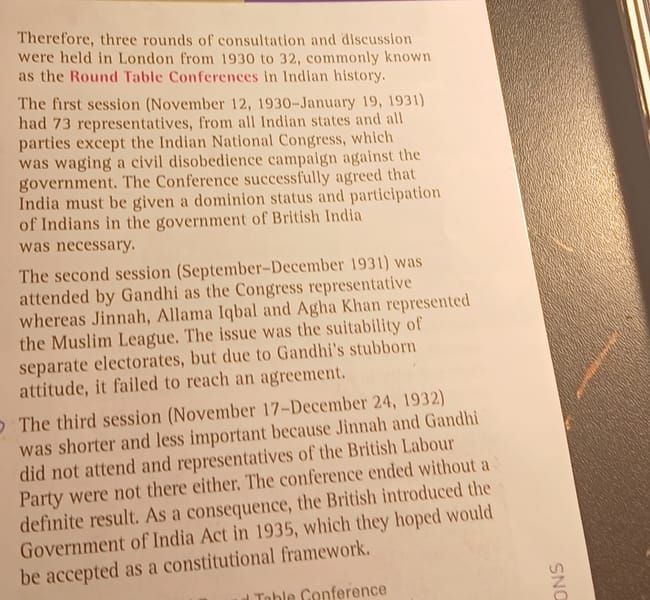 Therefore, three rounds of consultation and discussion
were held in London from 1930 to 32, commonly known
as the Round Table Conferences in Indian history.
The first session (November 12, 1930–January 19, 1931)
had 73 representatives, from all Indian states and all
parties except the Indian National Congress, which
was waging a civil disobedience campaign against the
government. The Conference successfully agreed that
India must be given a dominion status and participation
of Indians in the government of British India
was necessary.
The second session (September–December 1931) was
attended by Gandhi as the Congress representative
whereas Jinnah, Allama Iqbal and Agha Khan represented
the Muslim League. The issue was the suitability of
separate electorates, but due to Gandhi's stubborn
attitude, it failed to reach an agreement.
The third session (November 17–December 24, 1932)
was shorter and less important because Jinnah and Gandhi
did not attend and representatives of the British Labour
Party were not there either. The conference ended without a
definite result. As a consequence, the British introduced the
Government of India Act in 1935, which they hoped would
be accepted as a constitutional framework.
Table Conference
ONS